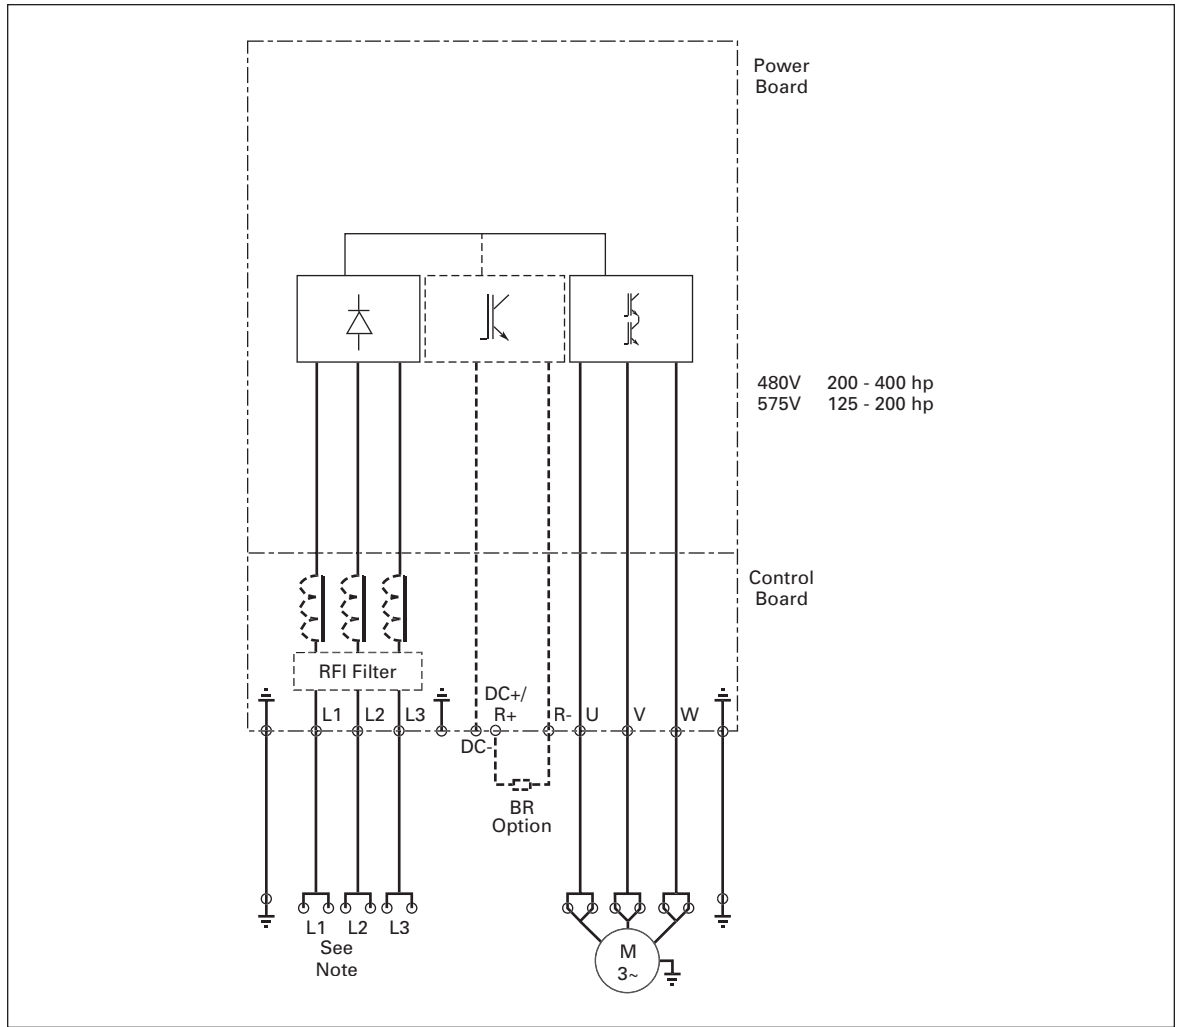 Power
Board
480V 200 - 400 hp
575V 125 - 200 hp
Control
Board
RFI Filter
DC+/
L1 L2 L3 R+ R- U V W
DC-
BR
Option
L1 L2 L3
See
Note
M
3~